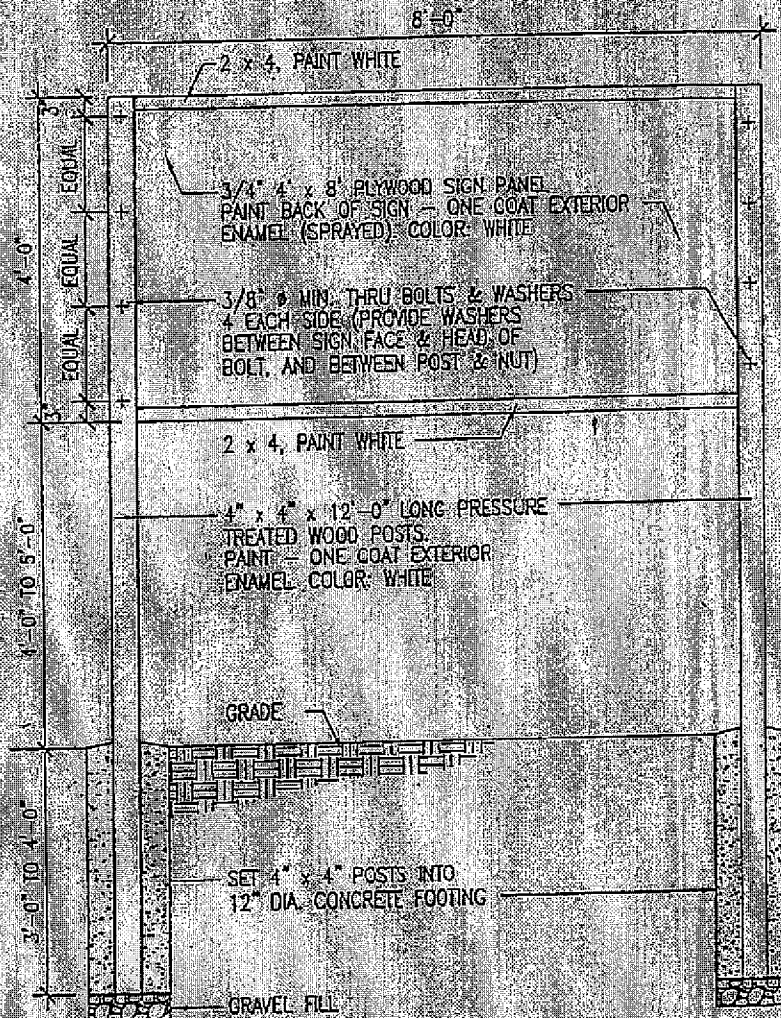 8'-0"
2 x 4, PAINT WHITE
3"
EQUAL
EQUAL
EQUAL
3"
4'-0"
3/4" 4' x 8' PLYWOOD SIGN PANEL
PAINT BACK OF SIGN – ONE COAT EXTERIOR
ENAMEL (SPRAYED) COLOR: WHITE
3/8" ø MIN. THRU BOLTS & WASHERS
4 EACH SIDE (PROVIDE WASHERS
BETWEEN SIGN FACE & HEAD OF
BOLT, AND BETWEEN POST & NUT)
2 x 4, PAINT WHITE
4" x 4" x 12'-0" LONG PRESSURE
TREATED WOOD POSTS.
PAINT – ONE COAT EXTERIOR
ENAMEL. COLOR: WHITE
4'-0" TO 5'-0"
GRADE
3'-0" TO 4'-0"
SET 4" x 4" POSTS INTO
12" DIA. CONCRETE FOOTING
GRAVEL FILL